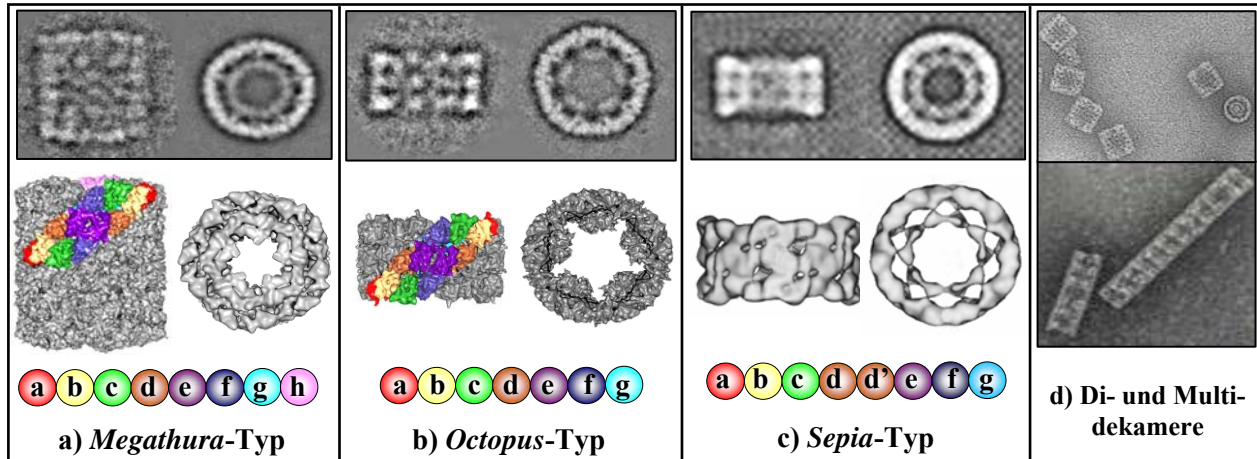 a b c d e f g h
a) Megathura-Typ
a b c d e f g
b) Octopus-Typ
a b c d d’ e f g
c) Sepia-Typ
d) Di- und Multi-
dekamere